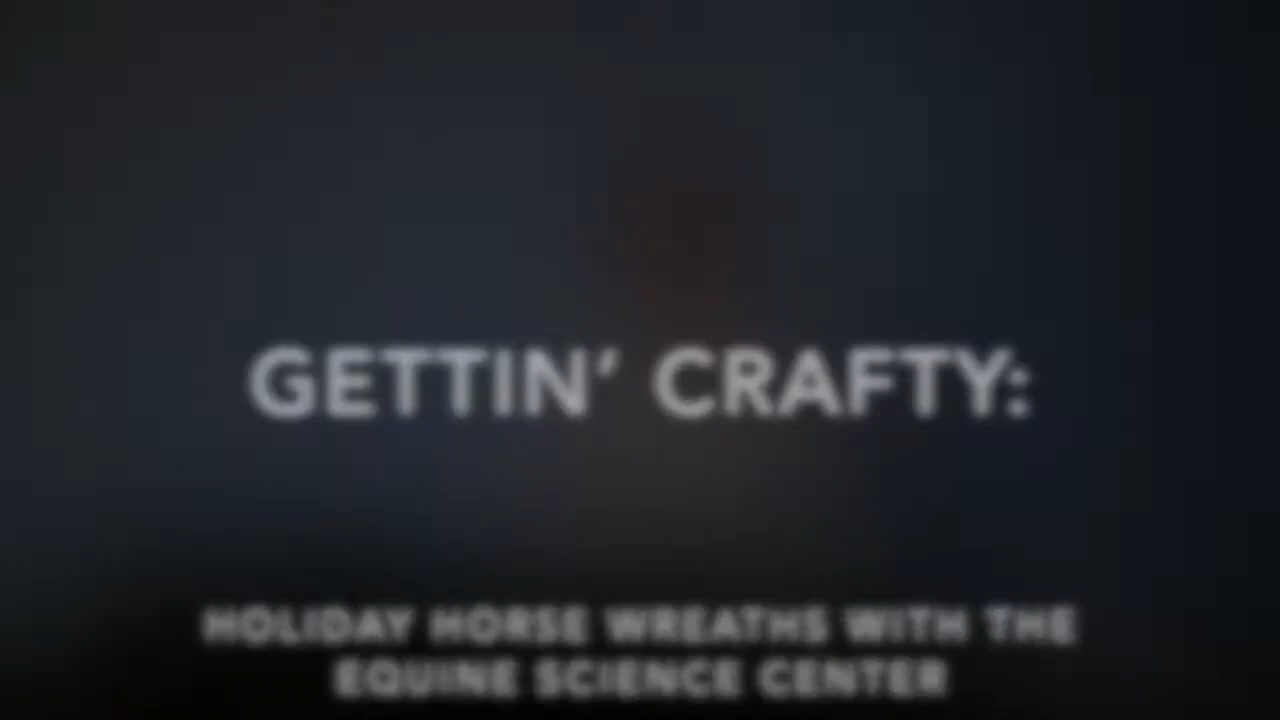 GETTIN’ CRAFTY:
HOLIDAY HORSE WREATHS WITH THE
EQUINE SCIENCE CENTER